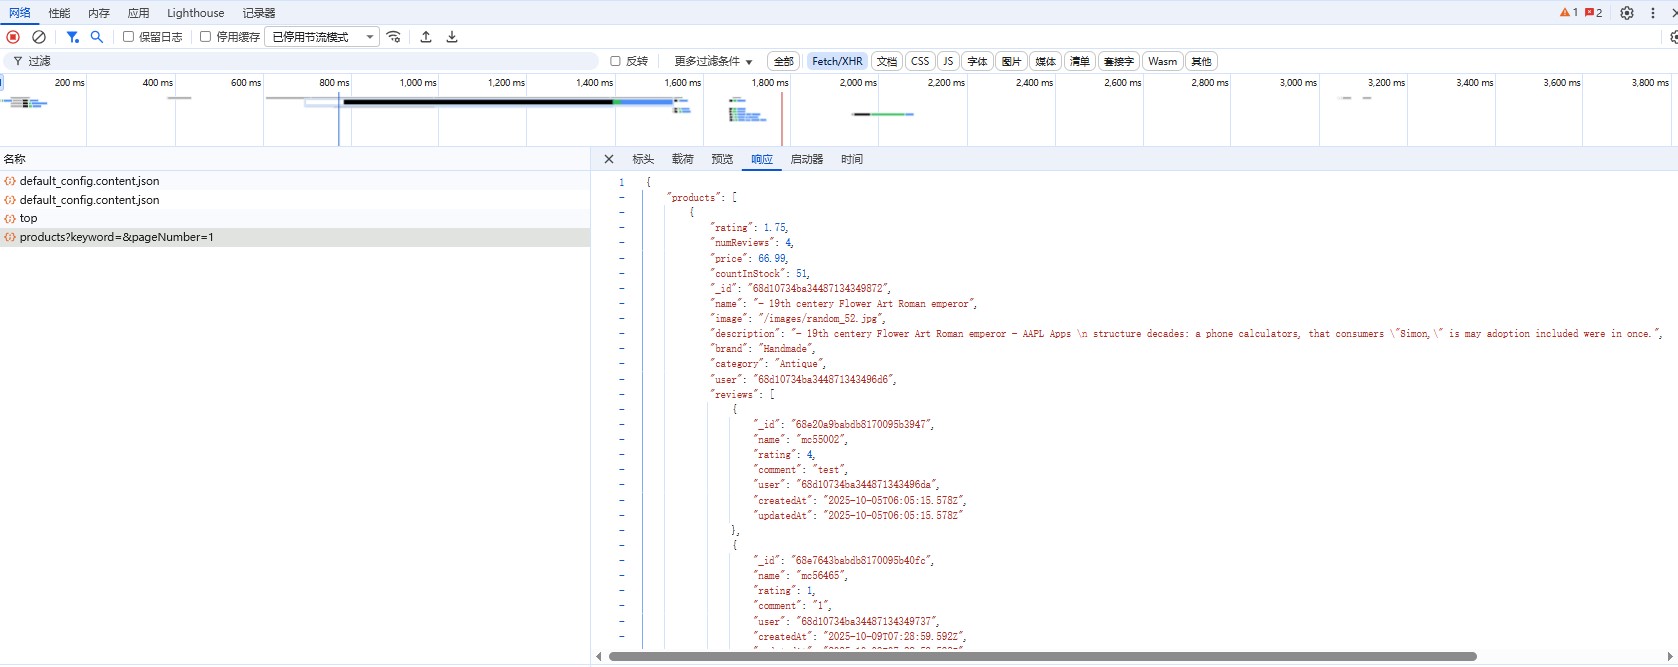 网络 性能 内存 应用 Lighthouse 记录器 1 2
保留日志 停用缓存 已停用节流模式
过滤 反转 更多过滤条件 全部 Fetch/XHR 文档 CSS JS 字体 图片 媒体 清单 套接字 Wasm 其他
200 ms 400 ms 600 ms 800 ms 1,000 ms 1,200 ms 1,400 ms 1,600 ms 1,800 ms 2,000 ms 2,200 ms 2,400 ms 2,600 ms 2,800 ms 3,000 ms 3,200 ms 3,400 ms 3,600 ms 3,800 ms
名称
default_config.content.json
default_config.content.json
top
products?keyword=&pageNumber=1
标头 载荷 预览 响应 启动器 时间
1 {
- "products": [
- {
- "rating": 1.75,
- "numReviews": 4,
- "price": 66.99,
- "countInStock": 51,
- "_id": "68d10734ba34487134349872",
- "name": "- 19th centery Flower Art Roman emperor",
- "image": "/images/random_52.jpg",
- "description": "- 19th centery Flower Art Roman emperor - AAPL Apps \n structure decades: a phone calculators, that consumers \"Simon,\" is may adoption included were in once.",
- "brand": "Handmade",
- "category": "Antique",
- "user": "68d10734ba344871343496d6",
- "reviews": [
- {
- "_id": "68e20a9babdb8170095b3947",
- "name": "mc55002",
- "rating": 4,
- "comment": "test",
- "user": "68d10734ba344871343496da",
- "createdAt": "2025-10-05T06:05:15.578Z",
- "updatedAt": "2025-10-05T06:05:15.578Z"
- },
- {
- "_id": "68e7643babdb8170095b40fc",
- "name": "mc56465",
- "rating": 1,
- "comment": "1",
- "user": "68d10734ba34487134349737",
- "createdAt": "2025-10-09T07:28:59.592Z",